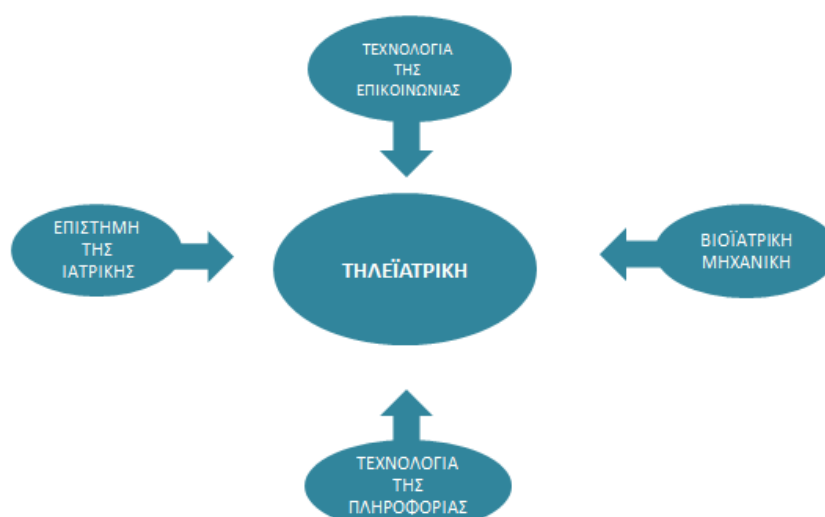 ΤΕΧΝΟΛΟΓΙΑ
ΤΗΣ
ΕΠΙΚΟΙΝΩΝΙΑΣ
ΕΠΙΣΤΗΜΗ
ΤΗΣ
ΙΑΤΡΙΚΗΣ
ΤΗΛΕΪΑΤΡΙΚΗ
ΒΙΟΪΑΤΡΙΚΗ
ΜΗΧΑΝΙΚΗ
ΤΕΧΝΟΛΟΓΙΑ
ΤΗΣ
ΠΛΗΡΟΦΟΡΙΑΣ